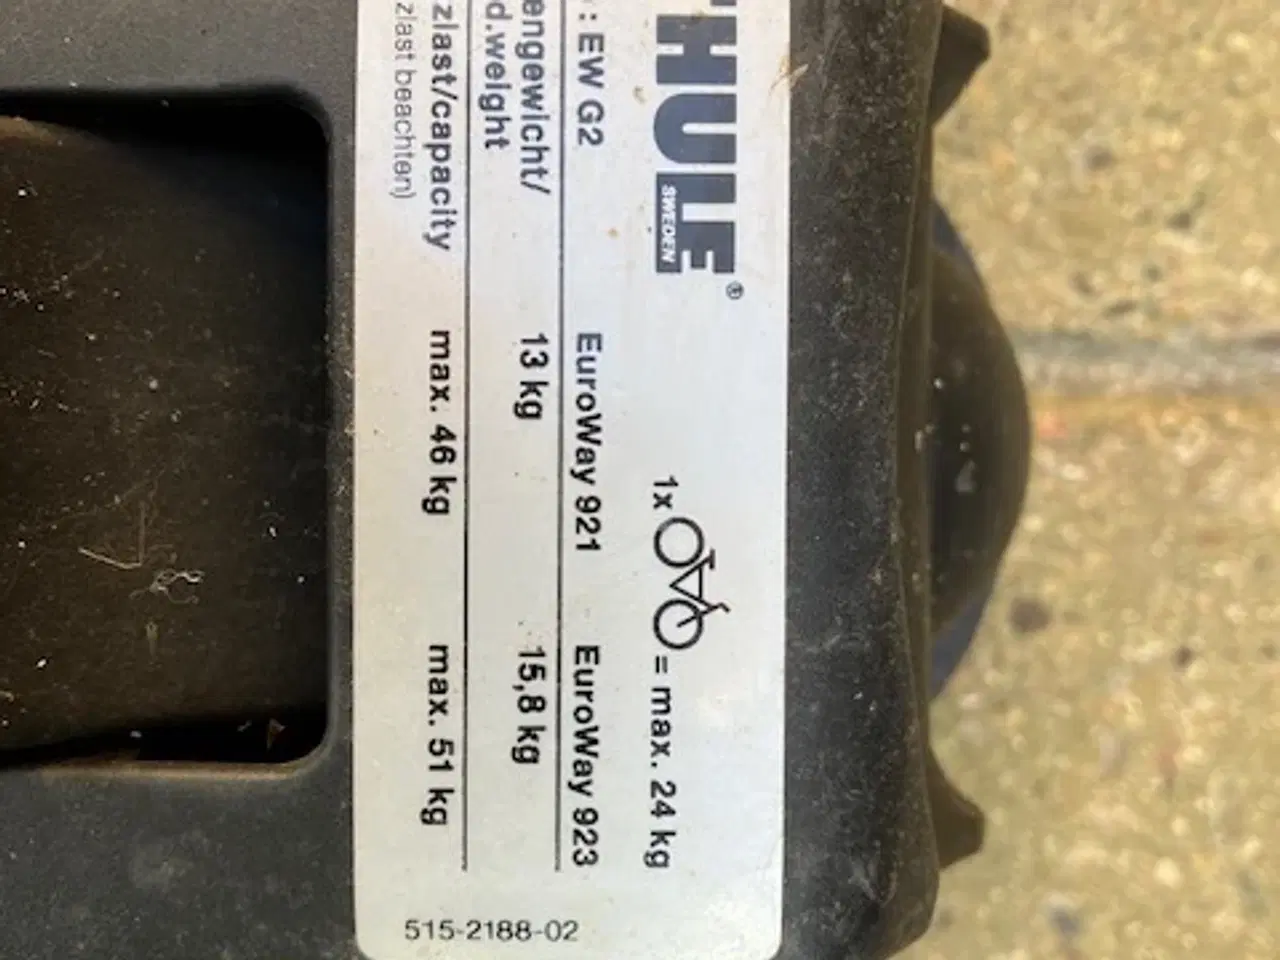 THULE®
SWEDEN
1x = max. 24 kg
: EW G2 EuroWay 921 EuroWay 923
engewicht/
d.weight 13 kg 15,8 kg
zlast/capacity max. 46 kg max. 51 kg
zlast beachten)
515-2188-02